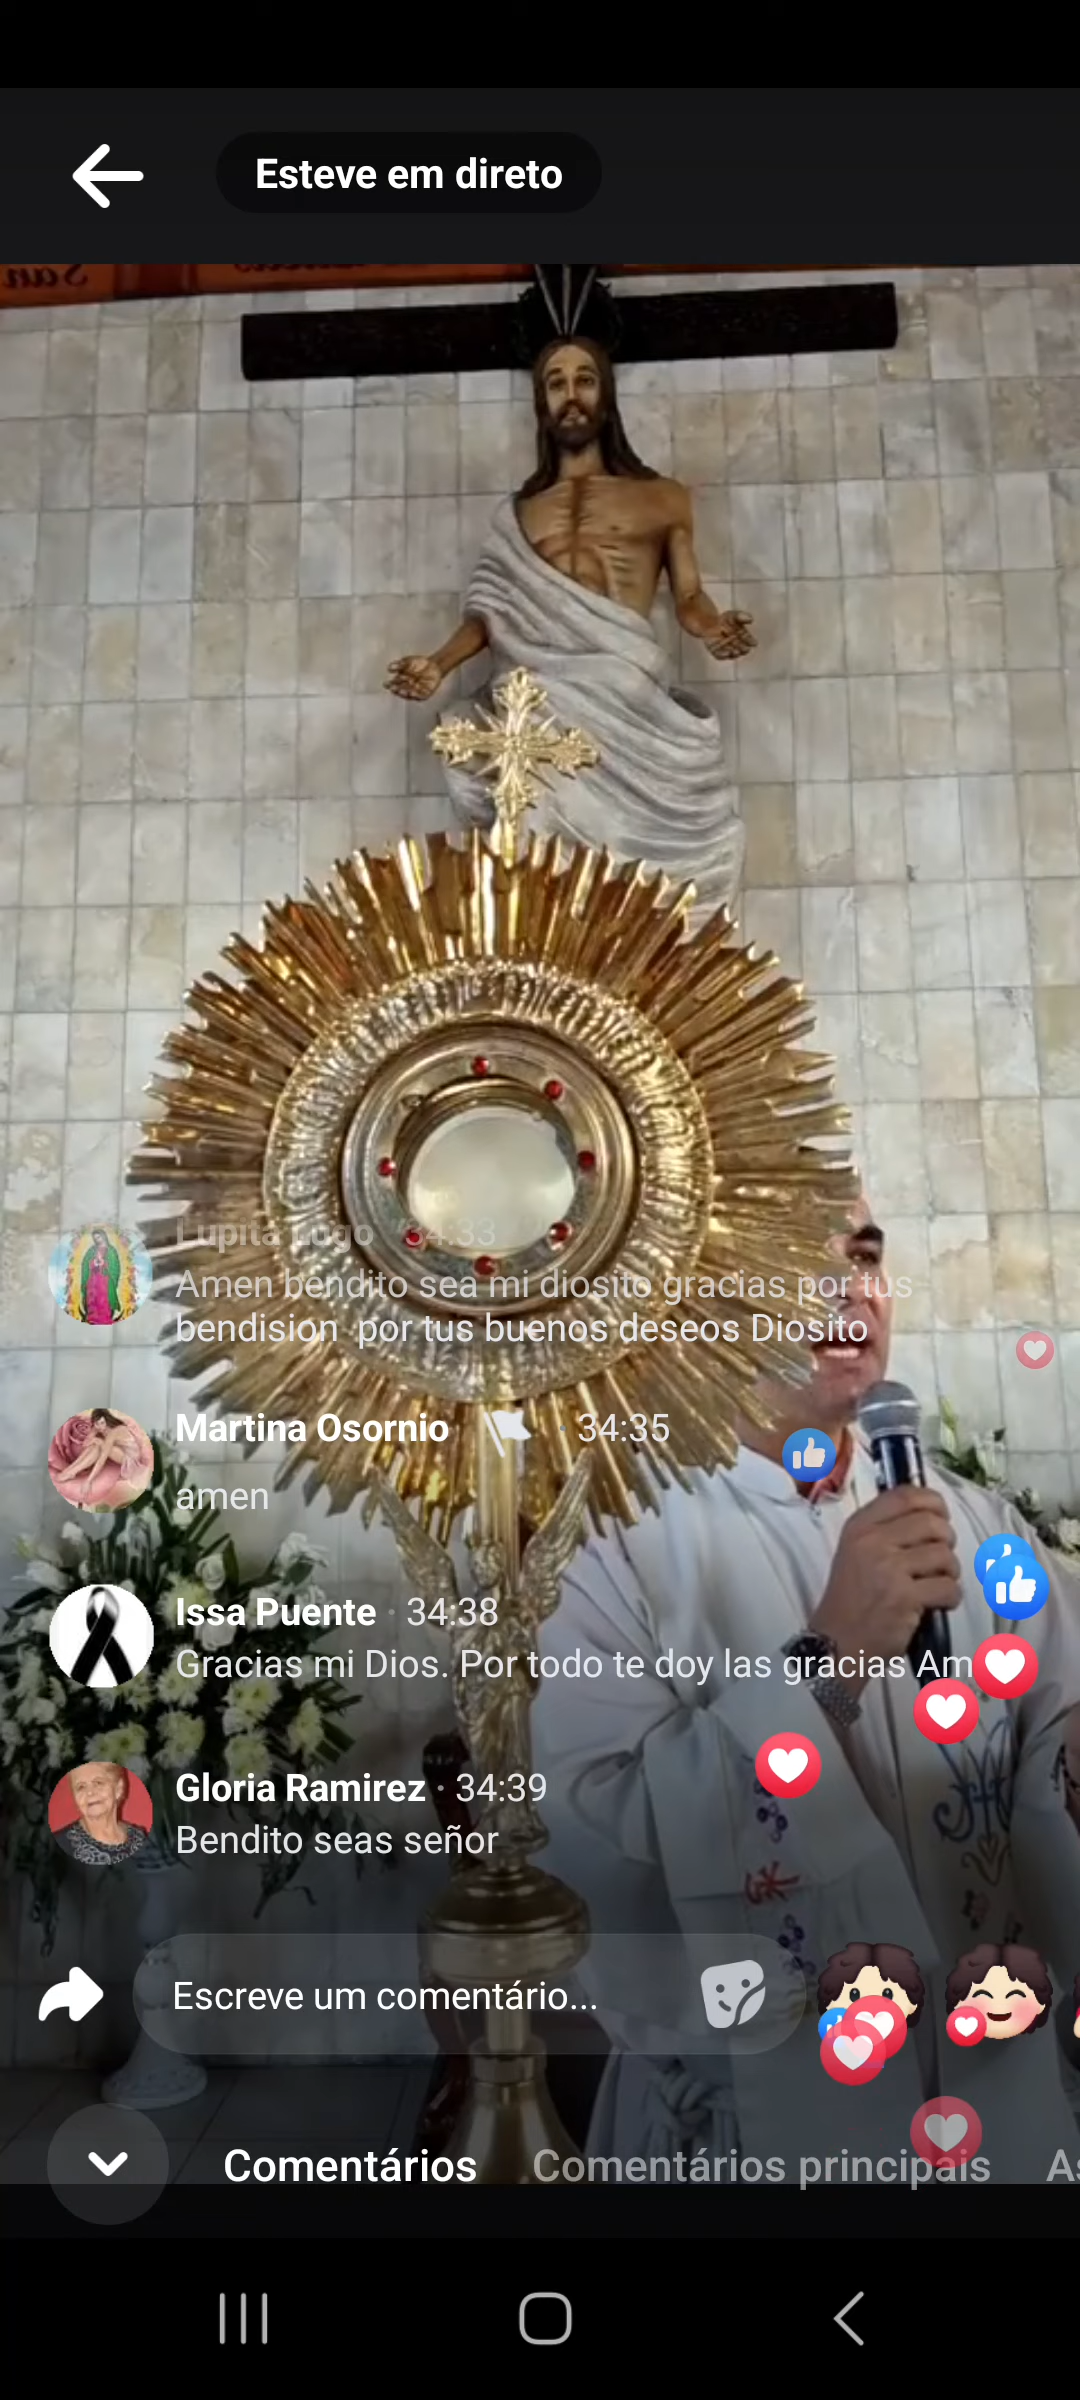 Esteve em direto
Lupita Lugo 34:33
Amen bendito sea mi diosito gracias por tus
bendision por tus buenos deseos Diosito
Martina Osornio · 34:35
amen
Issa Puente · 34:38
Gracias mi Dios. Por todo te doy las gracias Am
Gloria Ramirez · 34:39
Bendito seas señor
Escreve um comentário...
Comentários Comentários principais As